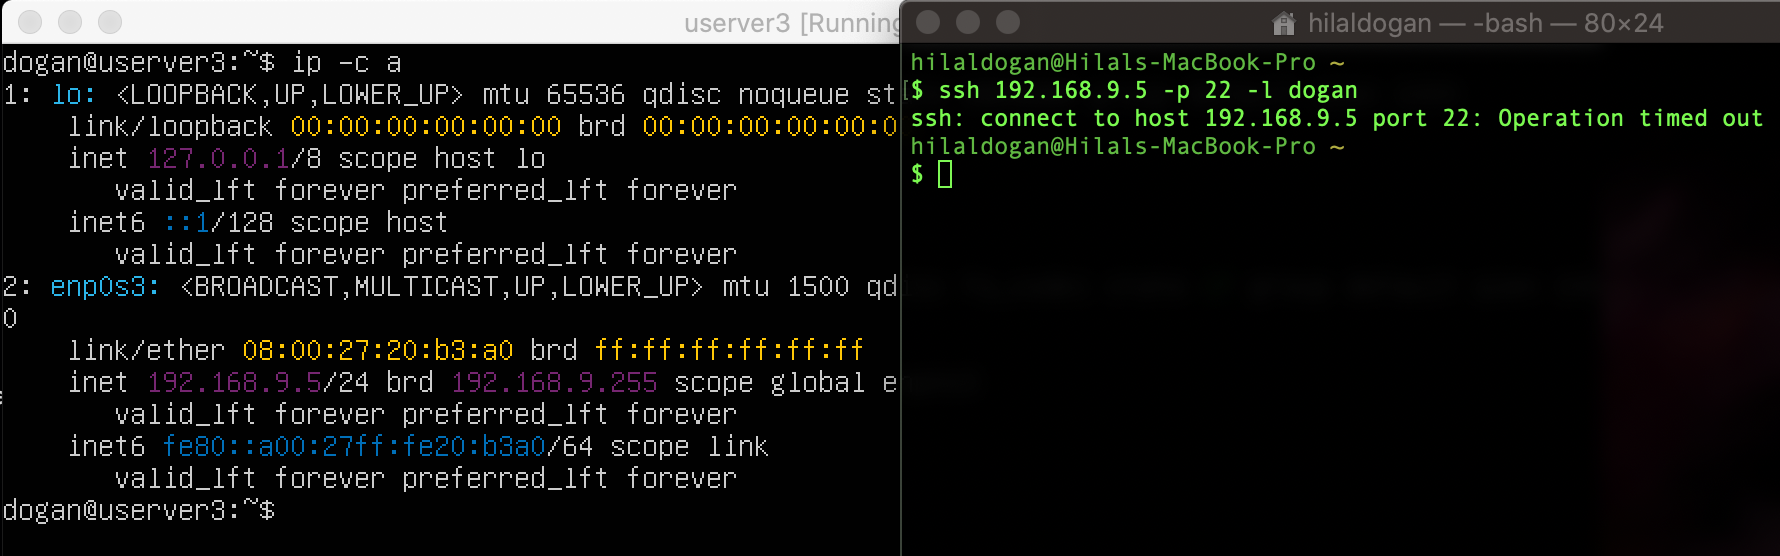 userver3 [Running
dogan@userver3:~$ ip -c a
1: lo: <LOOPBACK,UP,LOWER_UP> mtu 65536 qdisc noqueue st
link/loopback 00:00:00:00:00:00 brd 00:00:00:00:00:0
inet 127.0.0.1/8 scope host lo
valid_lft forever preferred_lft forever
inet6 ::1/128 scope host
valid_lft forever preferred_lft forever
2: enp0s3: <BROADCAST,MULTICAST,UP,LOWER_UP> mtu 1500 qd
0
link/ether 08:00:27:20:b3:a0 brd ff:ff:ff:ff:ff:ff
inet 192.168.9.5/24 brd 192.168.9.255 scope global e
valid_lft forever preferred_lft forever
inet6 fe80::a00:27ff:fe20:b3a0/64 scope link
valid_lft forever preferred_lft forever
dogan@userver3:~$
hilaldogan — -bash — 80×24
hilaldogan@Hilals-MacBook-Pro ~
[$ ssh 192.168.9.5 -p 22 -l dogan
ssh: connect to host 192.168.9.5 port 22: Operation timed out
hilaldogan@Hilals-MacBook-Pro ~
$